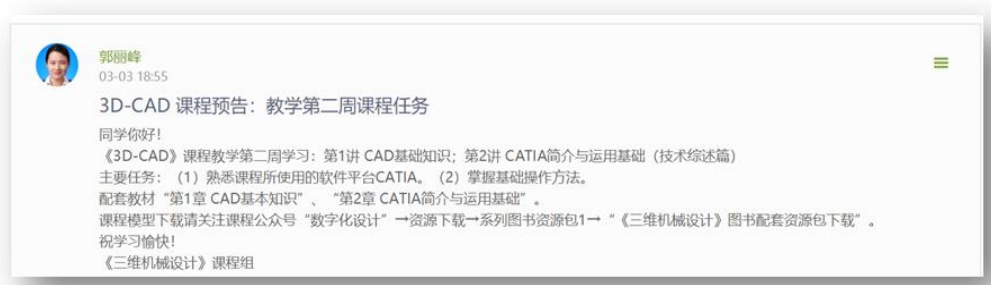 郭丽峰
03-03 18:55
3D-CAD 课程预告：教学第二周课程任务
同学你好！
《3D-CAD》课程教学第二周学习：第1讲 CAD基础知识；第2讲 CATIA简介与运用基础（技术综述篇）
主要任务：（1）熟悉课程所使用的软件平台CATIA。（2）掌握基础操作方法。
配套教材“第1章 CAD基本知识”、“第2章 CATIA简介与运用基础”。
课程模型下载请关注课程公众号“数字化设计”→资源下载→系列图书资源包1→“《三维机械设计》图书配套资源包下载”。
祝学习愉快！
《三维机械设计》课程组